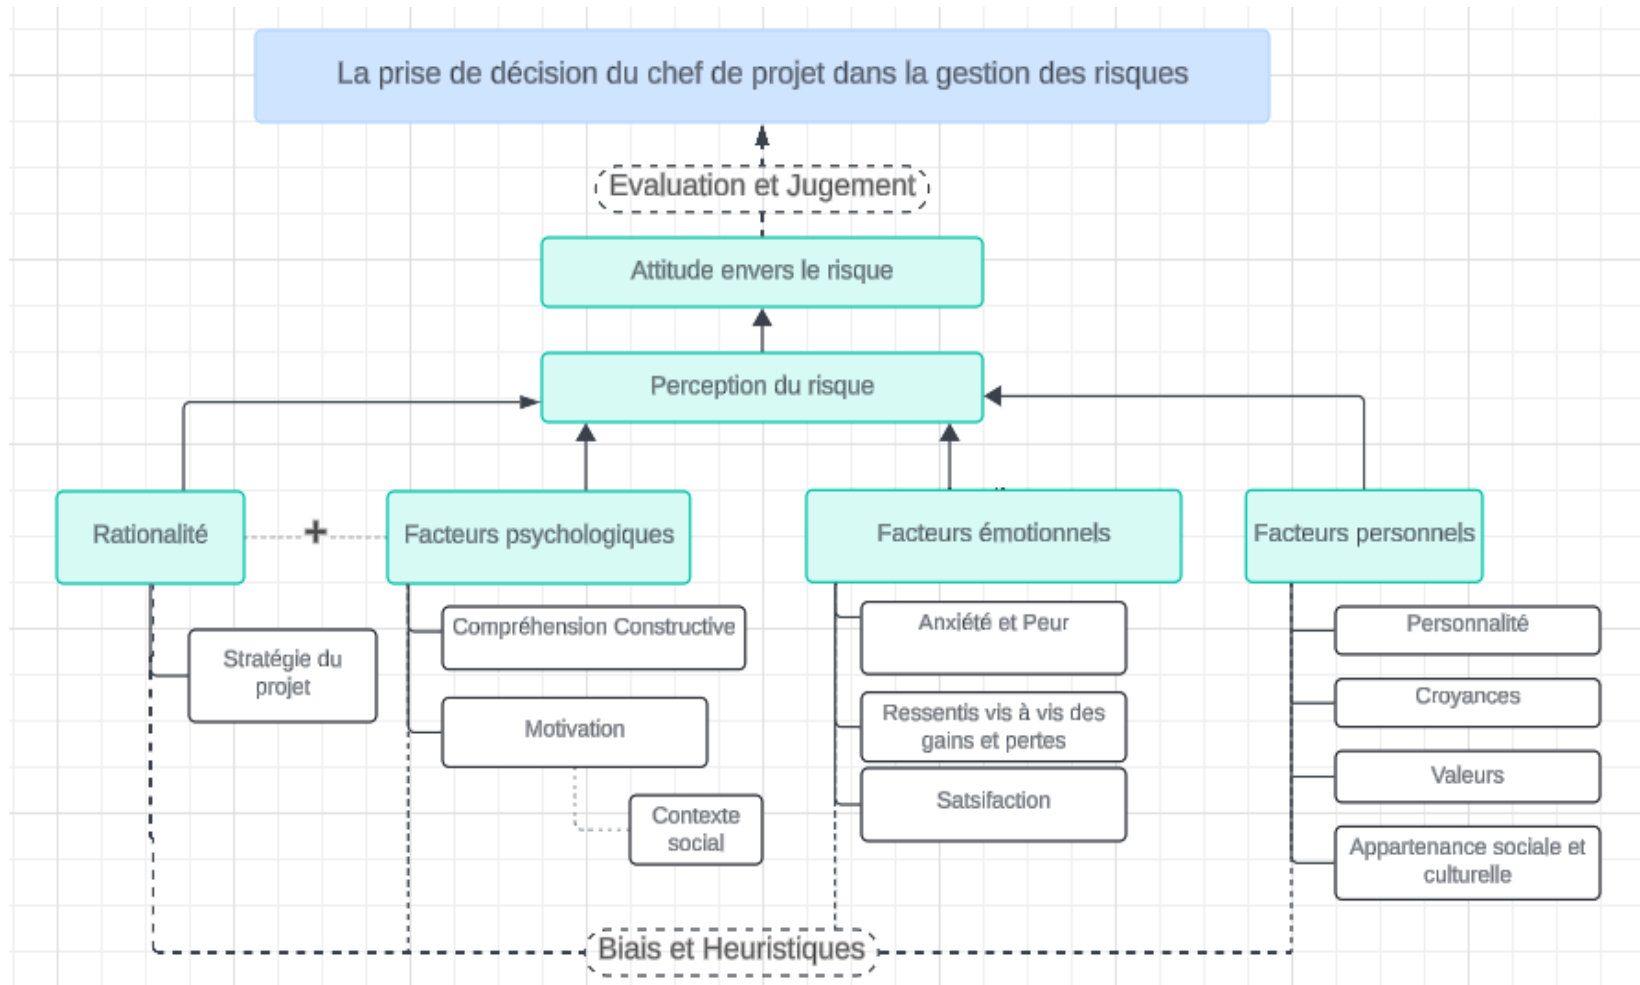 La prise de décision du chef de projet dans la gestion des risques
Evaluation et Jugement
Attitude envers le risque
Perception du risque
Rationalité
+
Facteurs psychologiques
Facteurs émotionnels
Facteurs personnels
Stratégie du
projet
Compréhension Constructive
Motivation
Contexte
social
Anxiété et Peur
Ressentis vis à vis des
gains et pertes
Satsifaction
Personnalité
Croyances
Valeurs
Appartenance sociale et
culturelle
Biais et Heuristiques